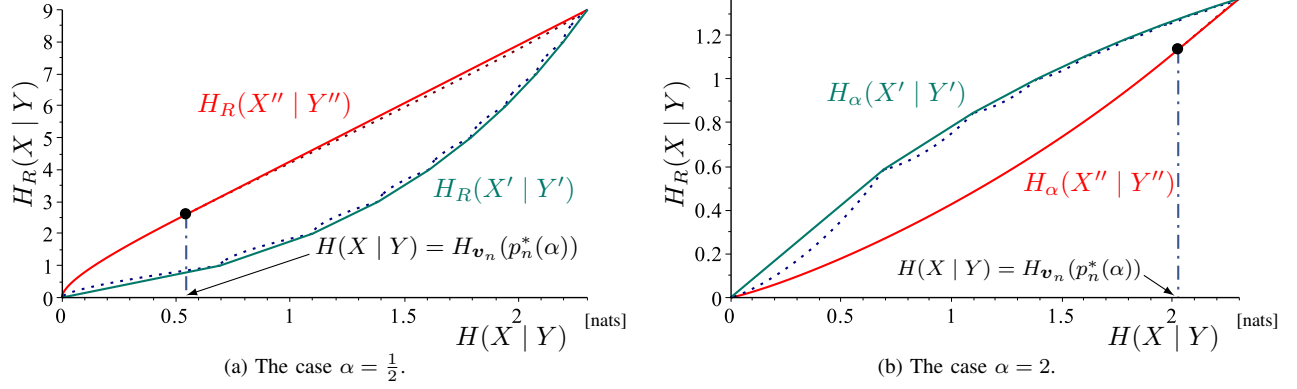 9
8
7
6
5
4
3
2
1
0
H_R(X | Y)
H_R(X'' | Y'')
H_R(X' | Y')
H(X | Y) = H_{v_n}(p_n^*(α))
0 0.5 1 1.5 2 [nats]
H(X | Y)
(a) The case α = 1/2.
1.2
1
0.8
0.6
0.4
0.2
0
H_R(X | Y)
H_α(X' | Y')
H_α(X'' | Y'')
H(X | Y) = H_{v_n}(p_n^*(α))
0 0.5 1 1.5 2 [nats]
H(X | Y)
(b) The case α = 2.